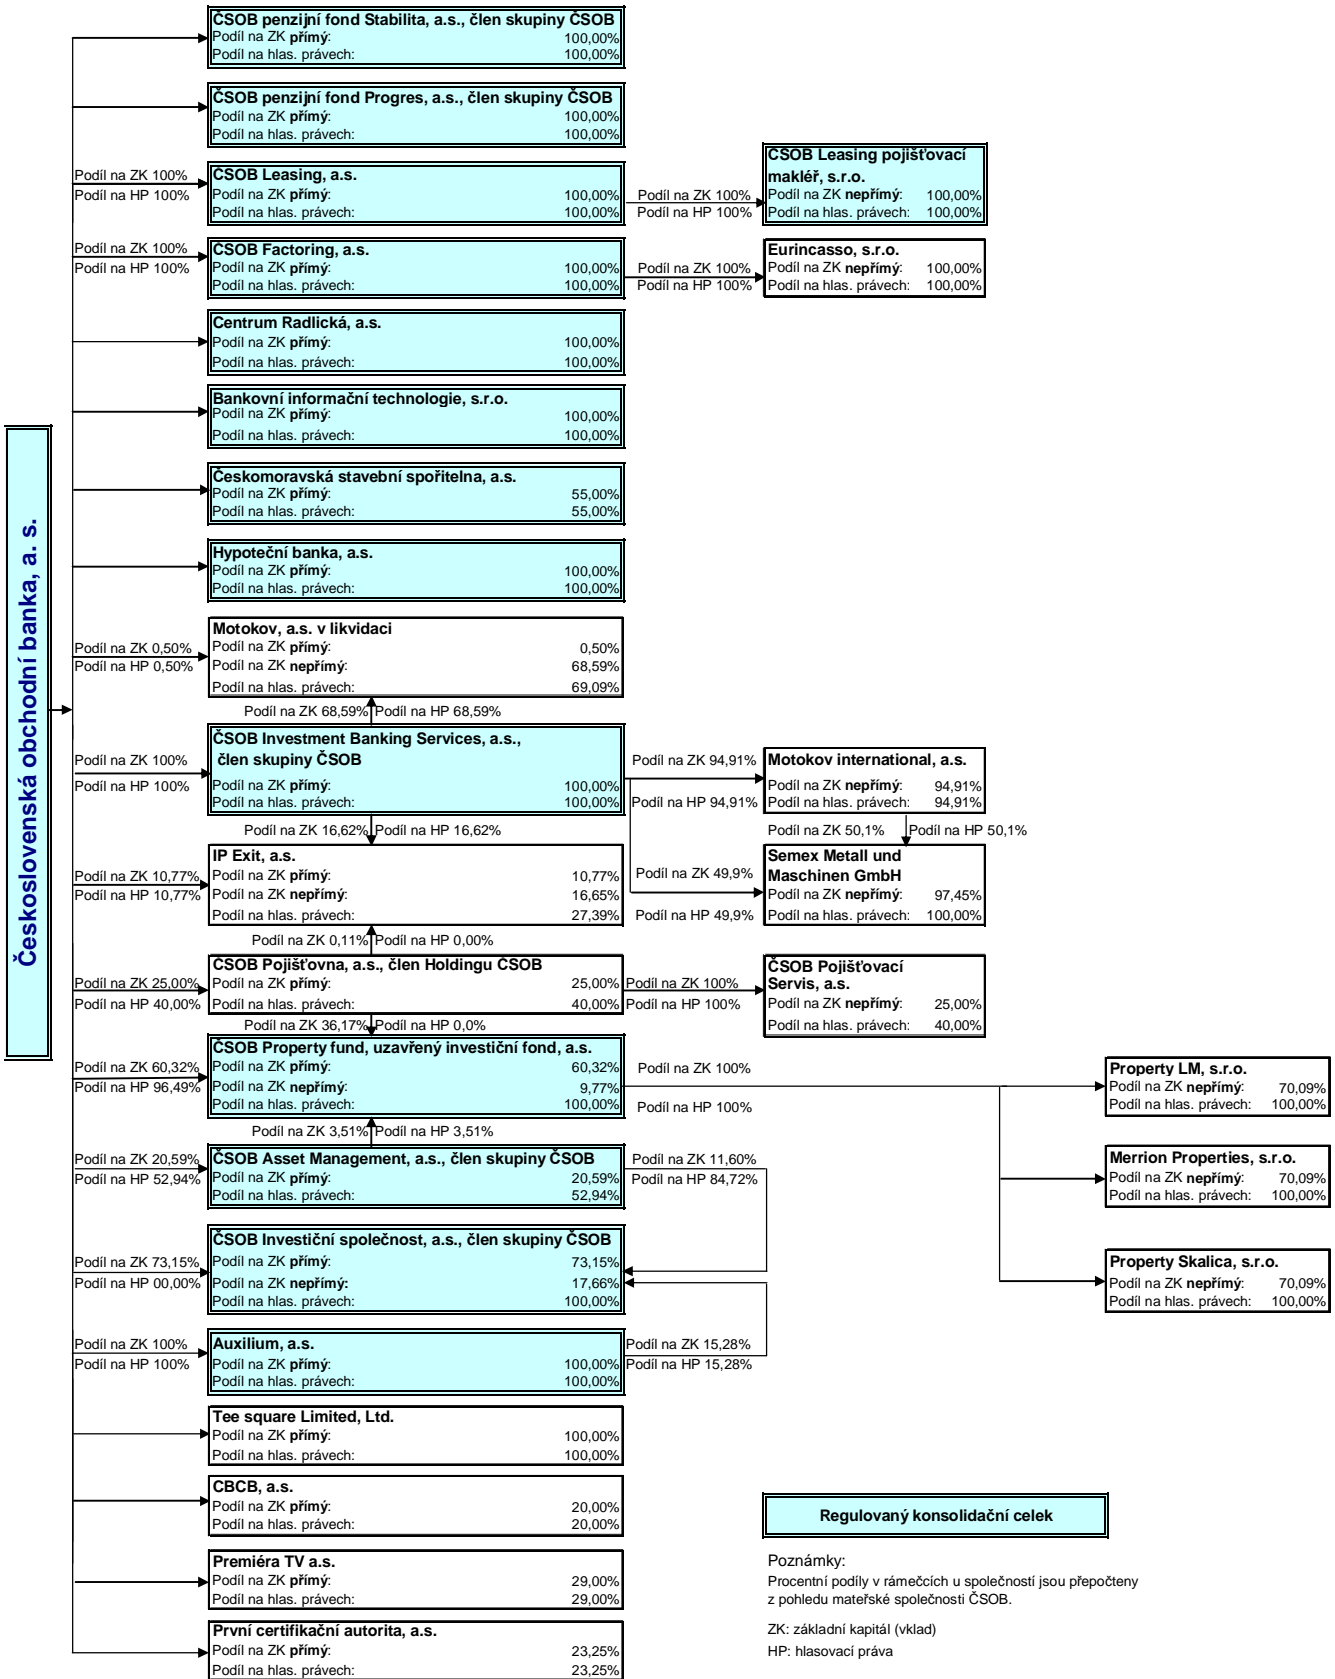 Československá obchodní banka, a. s.
ČSOB penzijní fond Stabilita, a.s., člen skupiny ČSOB
Podíl na ZK přímý: 100,00%
Podíl na hlas. právech: 100,00%
ČSOB penzijní fond Progres, a.s., člen skupiny ČSOB
Podíl na ZK přímý: 100,00%
Podíl na hlas. právech: 100,00%
Podíl na ZK 100%
Podíl na HP 100%
ČSOB Leasing, a.s.
Podíl na ZK přímý: 100,00%
Podíl na hlas. právech: 100,00%
Podíl na ZK 100%
Podíl na HP 100%
ČSOB Leasing pojišťovací
makléř, s.r.o.
Podíl na ZK nepřímý: 100,00%
Podíl na hlas. právech: 100,00%
Podíl na ZK 100%
Podíl na HP 100%
ČSOB Factoring, a.s.
Podíl na ZK přímý: 100,00%
Podíl na hlas. právech: 100,00%
Podíl na ZK 100%
Podíl na HP 100%
Eurincasso, s.r.o.
Podíl na ZK nepřímý: 100,00%
Podíl na hlas. právech: 100,00%
Centrum Radlická, a.s.
Podíl na ZK přímý: 100,00%
Podíl na hlas. právech: 100,00%
Bankovní informační technologie, s.r.o.
Podíl na ZK přímý: 100,00%
Podíl na hlas. právech: 100,00%
Českomoravská stavební spořitelna, a.s.
Podíl na ZK přímý: 55,00%
Podíl na hlas. právech: 55,00%
Hypoteční banka, a.s.
Podíl na ZK přímý: 100,00%
Podíl na hlas. právech: 100,00%
Podíl na ZK 0,50%
Podíl na HP 0,50%
Motokov, a.s. v likvidaci
Podíl na ZK přímý: 0,50%
Podíl na ZK nepřímý: 68,59%
Podíl na hlas. právech: 69,09%
Podíl na ZK 68,59% Podíl na HP 68,59%
Podíl na ZK 100%
Podíl na HP 100%
ČSOB Investment Banking Services, a.s.,
člen skupiny ČSOB
Podíl na ZK přímý: 100,00%
Podíl na hlas. právech: 100,00%
Podíl na ZK 94,91%
Podíl na HP 94,91%
Motokov international, a.s.
Podíl na ZK nepřímý: 94,91%
Podíl na hlas. právech: 94,91%
Podíl na ZK 16,62% Podíl na HP 16,62%
Podíl na ZK 50,1% Podíl na HP 50,1%
Podíl na ZK 10,77%
Podíl na HP 10,77%
IP Exit, a.s.
Podíl na ZK přímý: 10,77%
Podíl na ZK nepřímý: 16,65%
Podíl na hlas. právech: 27,39%
Podíl na ZK 49,9%
Podíl na HP 49,9%
Semex Metall und
Maschinen GmbH
Podíl na ZK nepřímý: 97,45%
Podíl na hlas. právech: 100,00%
Podíl na ZK 0,11% Podíl na HP 0,00%
Podíl na ZK 25,00%
Podíl na HP 40,00%
ČSOB Pojišťovna, a.s., člen Holdingu ČSOB
Podíl na ZK přímý: 25,00%
Podíl na hlas. právech: 40,00%
Podíl na ZK 100%
Podíl na HP 100%
ČSOB Pojišťovací
Servis, a.s.
Podíl na ZK nepřímý: 25,00%
Podíl na hlas. právech: 40,00%
Podíl na ZK 36,17% Podíl na HP 0,0%
Podíl na ZK 60,32%
Podíl na HP 96,49%
ČSOB Property fund, uzavřený investiční fond, a.s.
Podíl na ZK přímý: 60,32%
Podíl na ZK nepřímý: 9,77%
Podíl na hlas. právech: 100,00%
Podíl na ZK 100%
Podíl na HP 100%
Property LM, s.r.o.
Podíl na ZK nepřímý: 70,09%
Podíl na hlas. právech: 100,00%
Podíl na ZK 3,51% Podíl na HP 3,51%
Podíl na ZK 20,59%
Podíl na HP 52,94%
ČSOB Asset Management, a.s., člen skupiny ČSOB
Podíl na ZK přímý: 20,59%
Podíl na hlas. právech: 52,94%
Podíl na ZK 11,60%
Podíl na HP 84,72%
Merrion Properties, s.r.o.
Podíl na ZK nepřímý: 70,09%
Podíl na hlas. právech: 100,00%
Podíl na ZK 73,15%
Podíl na HP 00,00%
ČSOB Investiční společnost, a.s., člen skupiny ČSOB
Podíl na ZK přímý: 73,15%
Podíl na ZK nepřímý: 17,66%
Podíl na hlas. právech: 100,00%
Property Skalica, s.r.o.
Podíl na ZK nepřímý: 70,09%
Podíl na hlas. právech: 100,00%
Podíl na ZK 100%
Podíl na HP 100%
Auxilium, a.s.
Podíl na ZK přímý: 100,00%
Podíl na hlas. právech: 100,00%
Podíl na ZK 15,28%
Podíl na HP 15,28%
Tee square Limited, Ltd.
Podíl na ZK přímý: 100,00%
Podíl na hlas. právech: 100,00%
CBCB, a.s.
Podíl na ZK přímý: 20,00%
Podíl na hlas. právech: 20,00%
Premiéra TV a.s.
Podíl na ZK přímý: 29,00%
Podíl na hlas. právech: 29,00%
První certifikační autorita, a.s.
Podíl na ZK přímý: 23,25%
Podíl na hlas. právech: 23,25%
Regulovaný konsolidační celek
Poznámky:
Procentní podíly v rámečcích u společností jsou přepočteny
z pohledu mateřské společnosti ČSOB.
ZK: základní kapitál (vklad)
HP: hlasovací práva